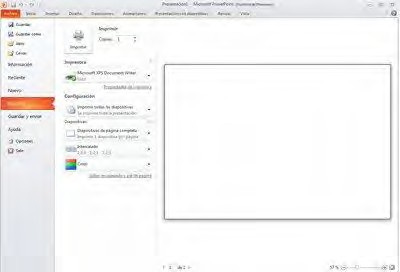 Presentación1 - Microsoft PowerPoint
Archivo Inicio Insertar Diseño Transiciones Animaciones Presentación con diapositivas Revisar Vista
Guardar
Guardar como
Abrir
Cerrar
Información
Reciente
Nuevo
Imprimir
Guardar y enviar
Ayuda
Opciones
Salir
Imprimir
Copias: 1
Imprimir
Impresora
Microsoft XPS Document Writer
Propiedades de impresora
Configuración
Imprimir todas las diapositivas
Imprimir toda la presentación
Diapositivas:
Diapositivas de página completa
Imprimir 1 diapositiva por página
Intercalado
1,2,3 1,2,3 1,2,3
Color
Editar encabezado y pie de página
1 de 1
57 %